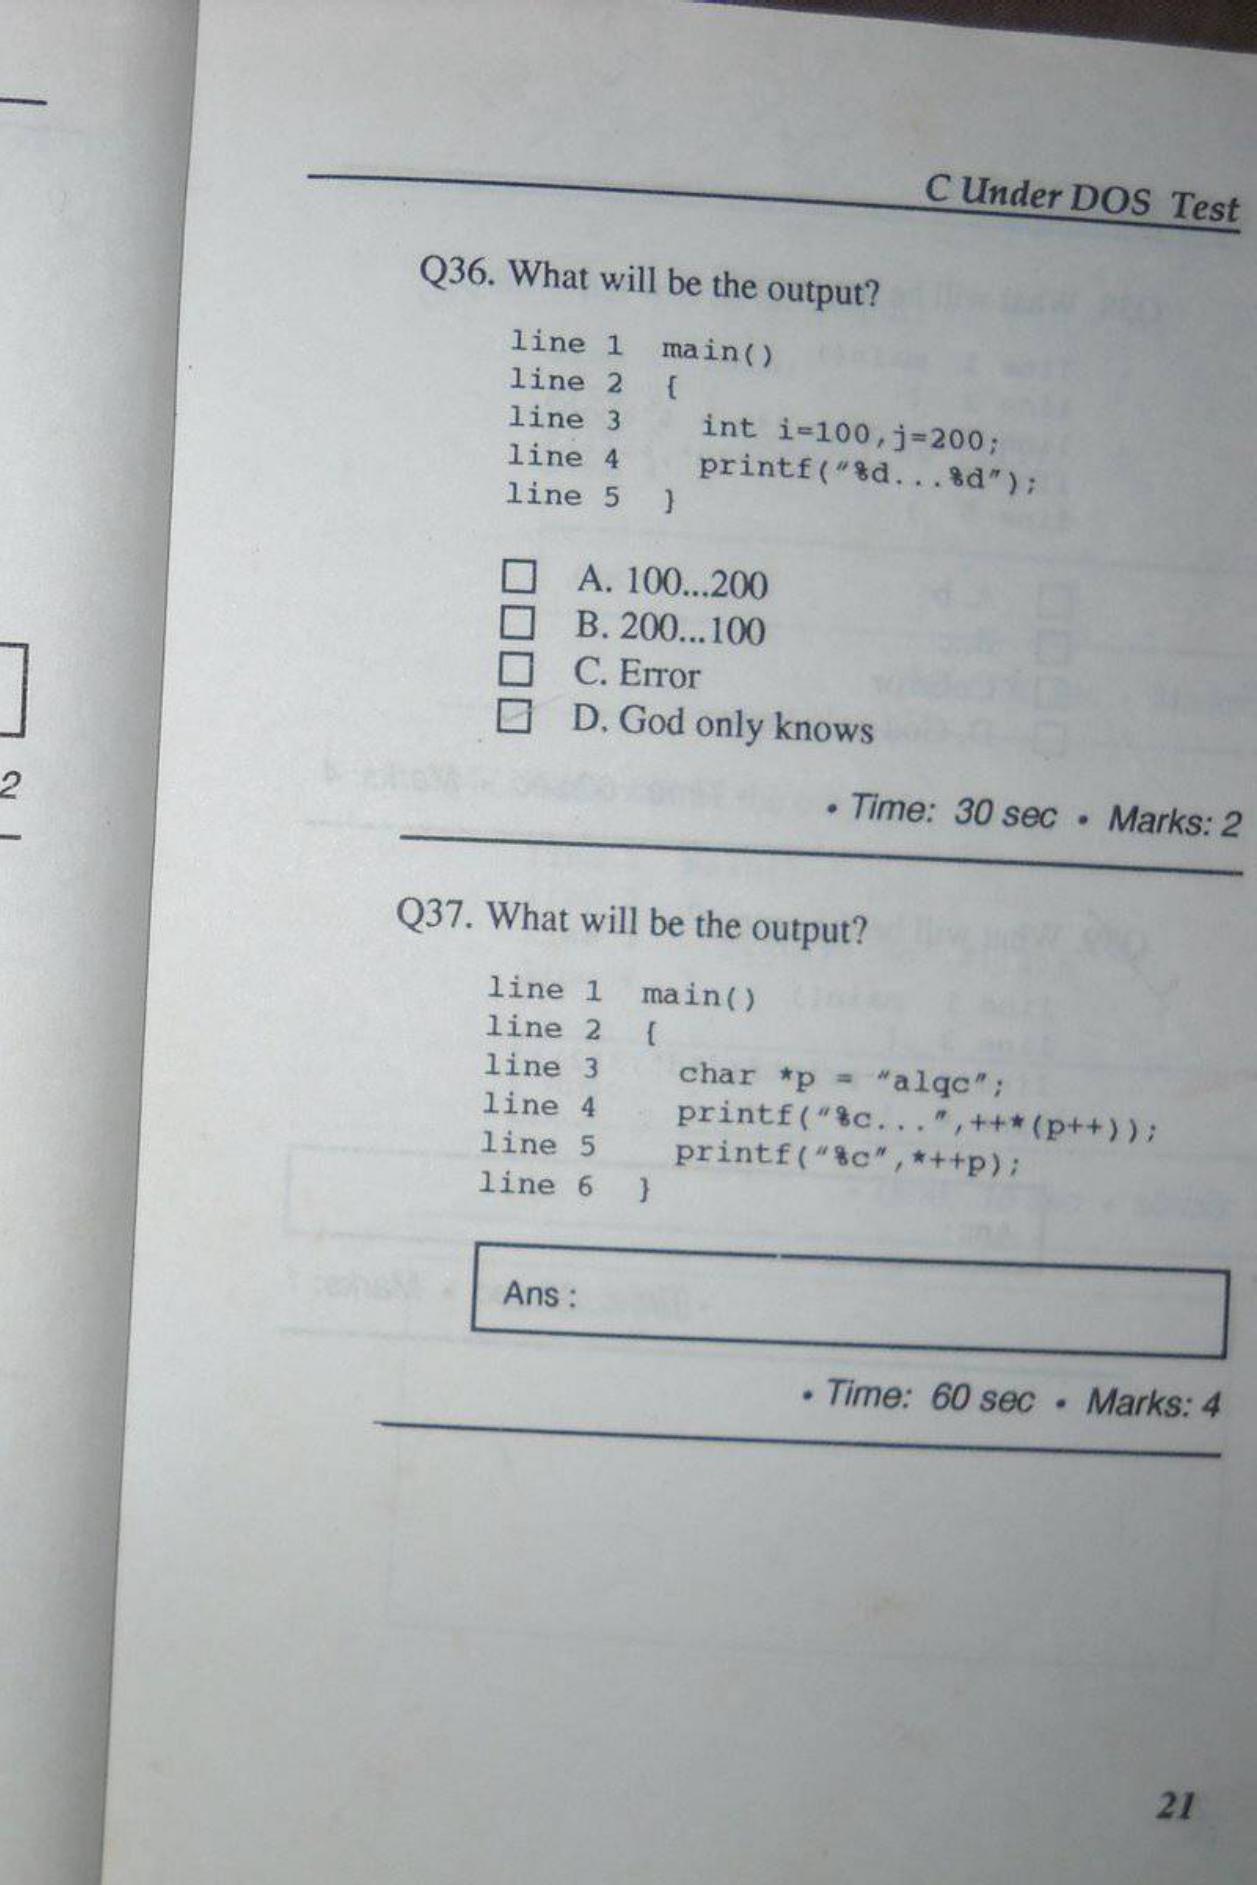 2
C Under DOS Test
Q36. What will be the output?
line 1 main()
line 2 {
line 3 int i=100,j=200;
line 4 printf("%d...%d");
line 5 }
A. 100...200
B. 200...100
C. Error
D. God only knows
• Time: 30 sec • Marks: 2
Q37. What will be the output?
line 1 main()
line 2 {
line 3 char *p = "alqc";
line 4 printf("%c...",++*(p++));
line 5 printf("%c",*++p);
line 6 }
Ans :
• Time: 60 sec • Marks: 4
21